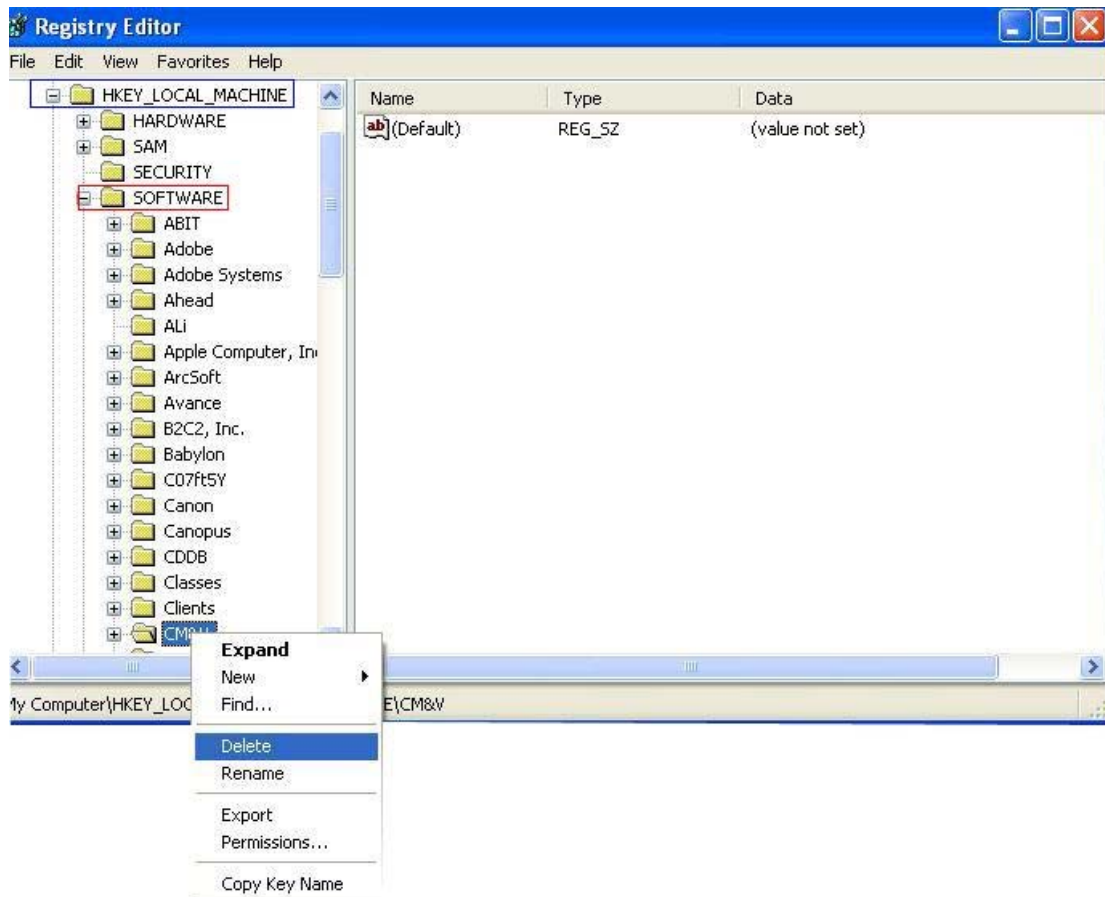 Registry Editor
File Edit View Favorites Help
HKEY_LOCAL_MACHINE
HARDWARE
SAM
SECURITY
SOFTWARE
ABIT
Adobe
Adobe Systems
Ahead
ALi
Apple Computer, In
ArcSoft
Avance
B2C2, Inc.
Babylon
C07ft5Y
Canon
Canopus
CDDB
Classes
Clients
CM&V
Name Type Data
(Default) REG_SZ (value not set)
Expand
New
Find...
Delete
Rename
Export
Permissions...
Copy Key Name
My Computer\HKEY_LOC E\CM&V